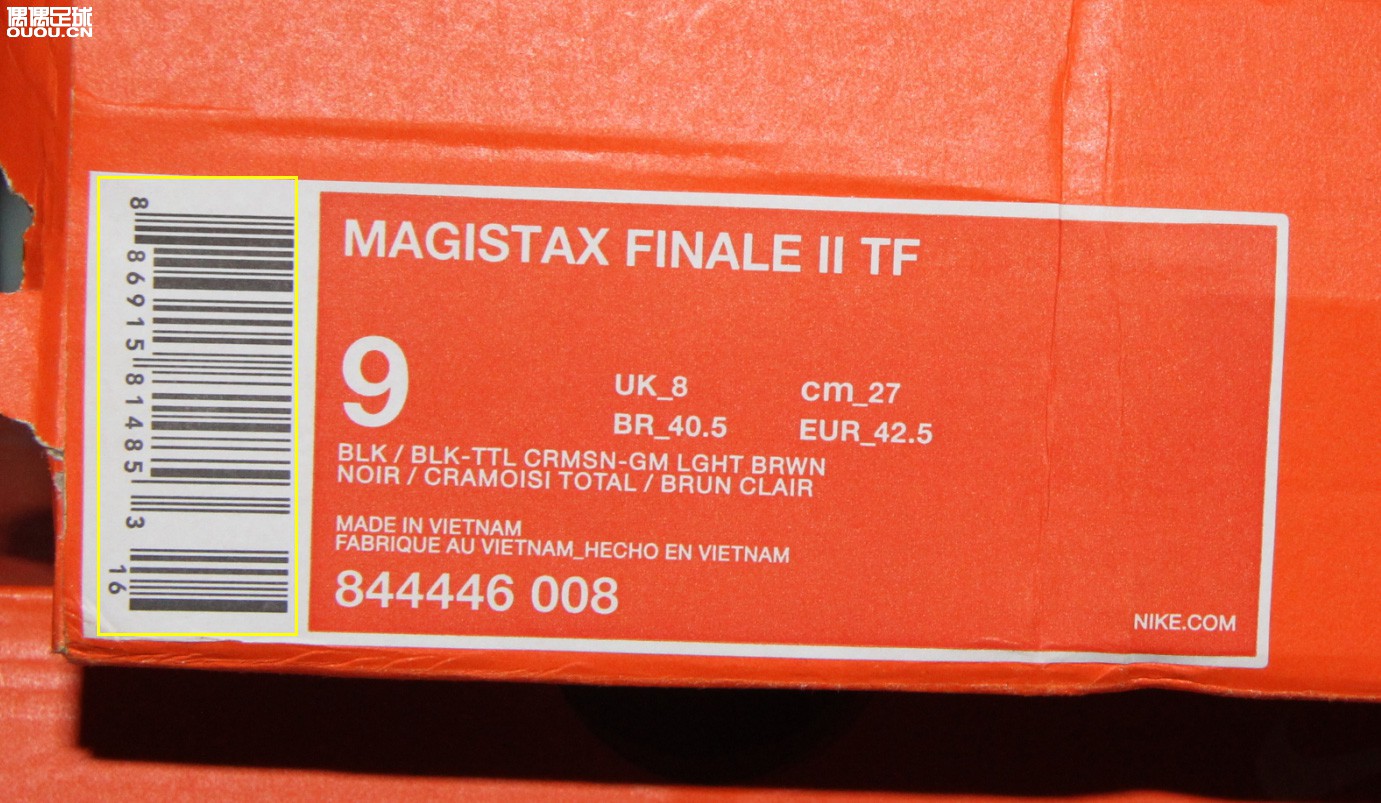 偶偶足球
OUOU.CN
8 86915 81485 3
16
MAGISTAX FINALE II TF
9
UK_8 cm_27
BR_40.5 EUR_42.5
BLK / BLK-TTL CRMSN-GM LGHT BRWN
NOIR / CRAMOISI TOTAL / BRUN CLAIR
MADE IN VIETNAM
FABRIQUE AU VIETNAM_HECHO EN VIETNAM
844446 008
NIKE.COM